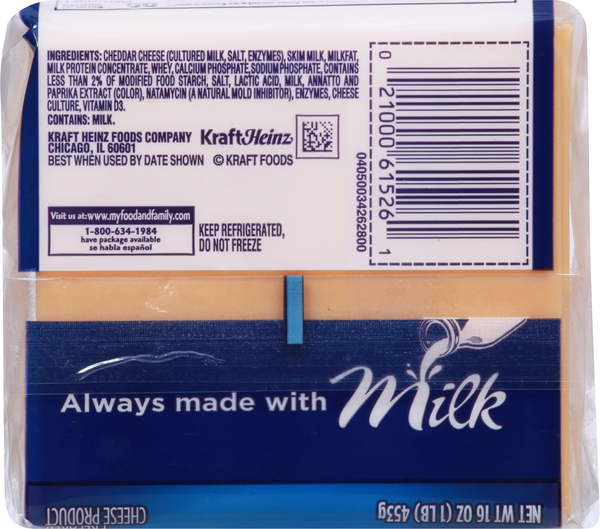 INGREDIENTS: CHEDDAR CHEESE (CULTURED MILK, SALT, ENZYMES), SKIM MILK, MILKFAT,
MILK PROTEIN CONCENTRATE, WHEY, CALCIUM PHOSPHATE, SODIUM PHOSPHATE, CONTAINS
LESS THAN 2% OF MODIFIED FOOD STARCH, SALT, LACTIC ACID, MILK, ANNATTO AND
PAPRIKA EXTRACT (COLOR), NATAMYCIN (A NATURAL MOLD INHIBITOR), ENZYMES, CHEESE
CULTURE, VITAMIN D3.
CONTAINS: MILK.
KRAFT HEINZ FOODS COMPANY
CHICAGO, IL 60601
BEST WHEN USED BY DATE SHOWN © KRAFT FOODS
KraftHeinz
0 21000 61526 1
04050034262800
Visit us at: www.myfoodandfamily.com
1-800-634-1984
have package available
se habla español
KEEP REFRIGERATED,
DO NOT FREEZE
Always made with Milk
NET WT 16 OZ (1 LB) 453g
PREPARED
CHEESE PRODUCT